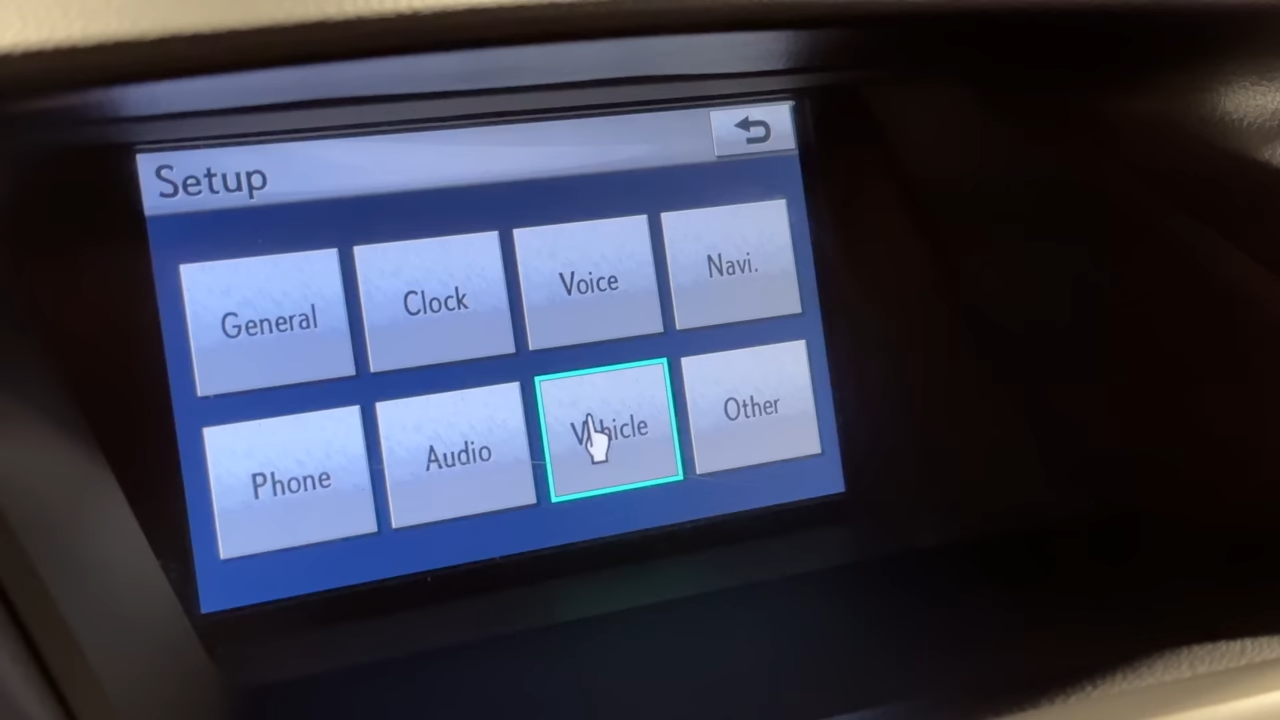 Setup
General
Clock
Voice
Navi.
Phone
Audio
Vehicle
Other